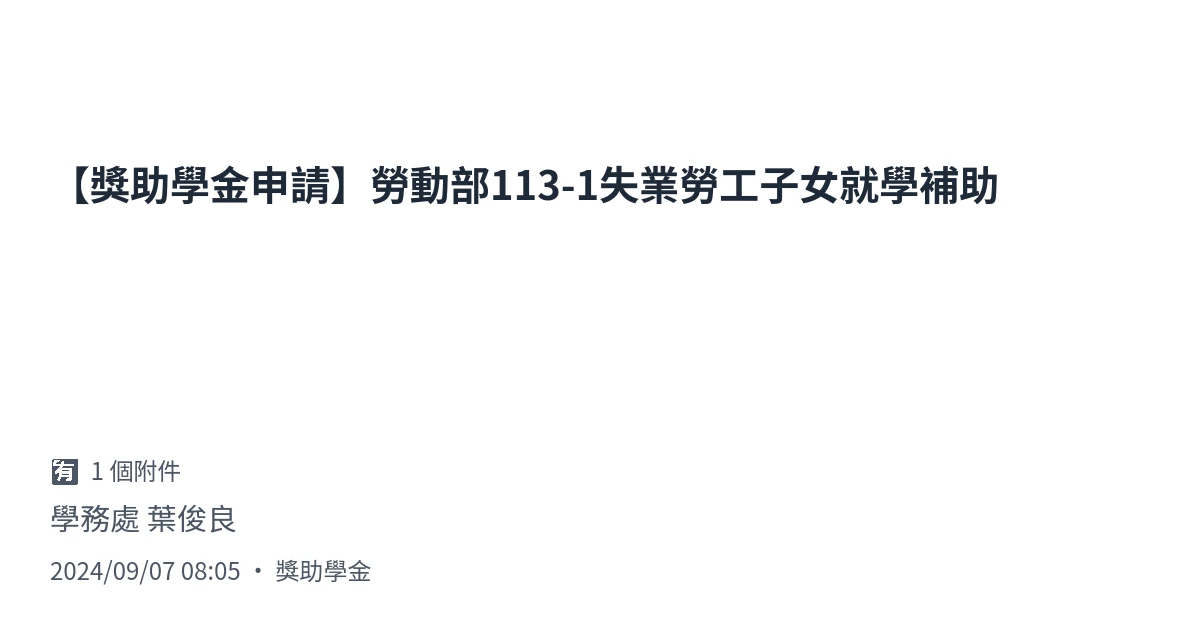 【獎助學金申請】勞動部113-1失業勞工子女就學補助
🈶 1 個附件
學務處 葉俊良
2024/09/07 08:05 • 獎助學金